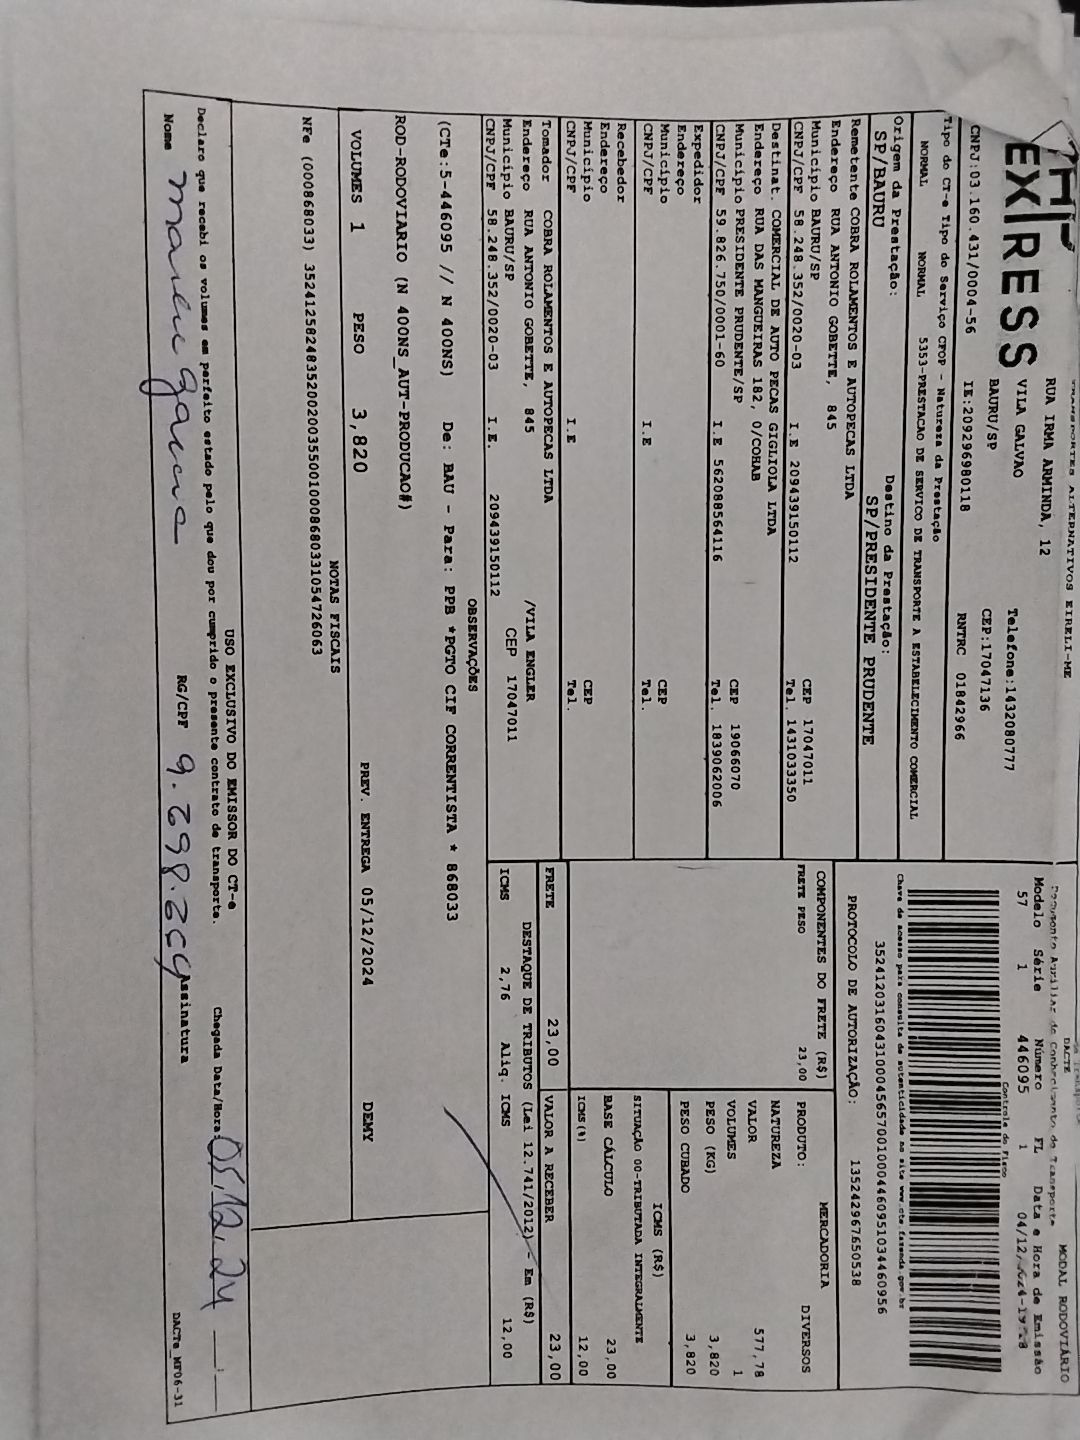 TRANSPORTES ALTERNATIVOS EIRELI-ME
EXPRESS
RUA IRMA ARMINDA, 12
VILA GALVAO
BAURU/SP
Telefone:1432080777
CEP:17047136
CNPJ:03.160.431/0004-56 IE:209296980118 RNTRC 01842966
DACTE
Documento Auxiliar do Conhecimento de Transporte
MODAL RODOVIÁRIO
Modelo Série Número FL Data e Hora de Emissão
57 1 446095 1 04/12/
Controle do Fisco
Chave de acesso para consulta de autenticidade no site www.cte.fazenda.gov.br
35241203160431000456570010004460951034460956
PROTOCOLO DE AUTORIZAÇÃO: 135242967650538
Tipo do CT-e Tipo do Serviço CFOP - Natureza da Prestação
NORMAL NORMAL 5353-PRESTACAO DE SERVICO DE TRANSPORTE A ESTABELECIMENTO COMERCIAL
Origem da Prestação: Destino da Prestação:
SP/BAURU SP/PRESIDENTE PRUDENTE
Remetente COBRA ROLAMENTOS E AUTOPECAS LTDA
Endereço RUA ANTONIO GOBETTE, 845
Município BAURU/SP CEP 17047011
CNPJ/CPF 58.248.352/0020-03 I.E 209439150112 Tel. 1431033350
Destinat. COMERCIAL DE AUTO PECAS GIGLIOLA LTDA
Endereço RUA DAS MANGUEIRAS 182, 0/COHAB
Município PRESIDENTE PRUDENTE/SP CEP 19066070
CNPJ/CPF 59.826.750/0001-60 I.E 562088564116 Tel. 1839062006
Expedidor
Endereço
Município CEP
CNPJ/CPF I.E Tel.
Recebedor
Endereço
Município CEP
CNPJ/CPF I.E Tel.
Tomador COBRA ROLAMENTOS E AUTOPECAS LTDA
Endereço RUA ANTONIO GOBETTE, 845 /VILA ENGLER
Município BAURU/SP CEP 17047011
CNPJ/CPF 58.248.352/0020-03 I.E. 209439150112
COMPONENTES DO FRETE (R$)
FRETE PESO 23,00
MERCADORIA
PRODUTO: DIVERSOS
NATUREZA
VALOR 577,78
VOLUMES 1
PESO (KG) 3,820
PESO CUBADO 3,820
ICMS (R$)
SITUAÇÃO 00-TRIBUTADA INTEGRALMENTE
BASE CÁLCULO 23,00
ICMS(%) 12,00
FRETE 23,00 VALOR A RECEBER 23,00
DESTAQUE DE TRIBUTOS (Lei 12.741/2012) - Em (R$)
ICMS 2,76 Aliq. ICMS 12,00
OBSERVAÇÕES
(CTe:5-446095 // N 400NS) De: BAU - Para: PPB *PGTO CIF CORRENTISTA * 868033
ROD-RODOVIARIO (N 400NS_AUT-PRODUCAO#)
VOLUMES 1 PESO 3,820 PREV. ENTREGA 05/12/2024 DEMY
NOTAS FISCAIS
NFe (000868033) 35241258248352002003550010008680331054726063
USO EXCLUSIVO DO EMISSOR DO CT-e
Declaro que recebi os volumes em perfeito estado pelo que dou por cumprido o presente contrato de transporte. Chegada Data/Hora: 05.12.24 __:__
Nome RG/CPF Assinatura
DACTe_MF06-31